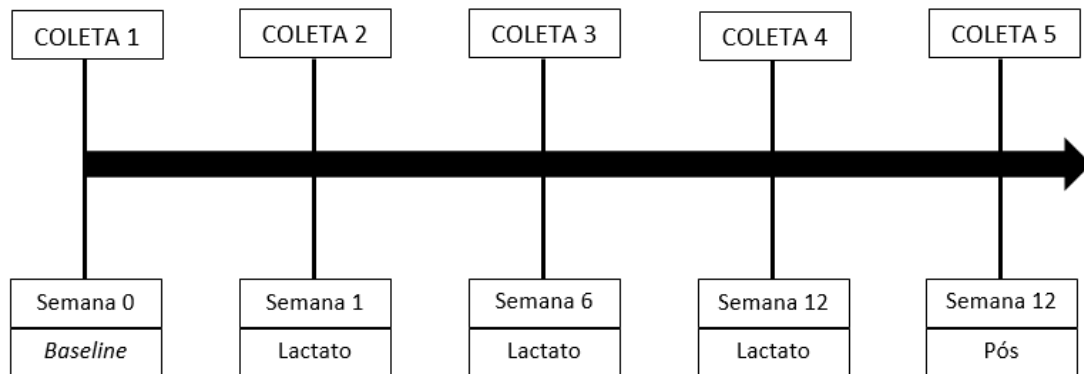 COLETA 1
COLETA 2
COLETA 3
COLETA 4
COLETA 5
Semana 0
Semana 1
Semana 6
Semana 12
Semana 12
Baseline
Lactato
Lactato
Lactato
Pós